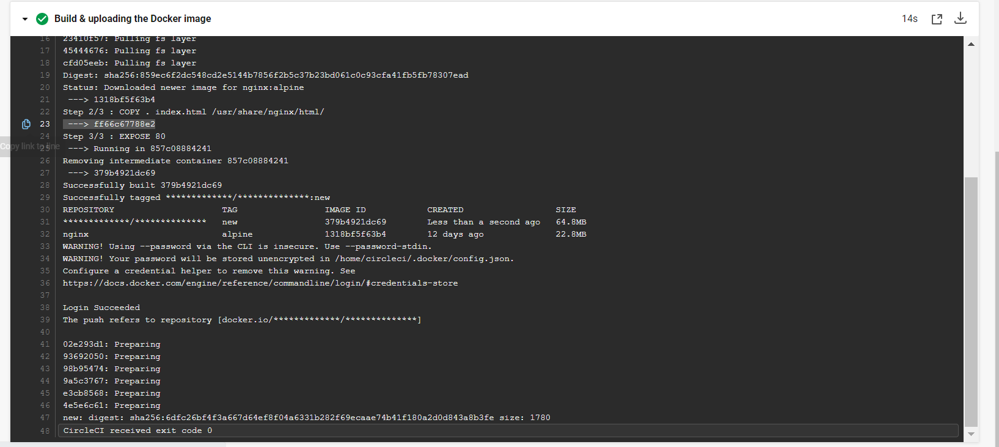 Build & uploading the Docker image
14s
16 23410f57: Pulling fs layer
17 45444676: Pulling fs layer
18 cfd05eeb: Pulling fs layer
19 Digest: sha256:859ec6f2dc548cd2e5144b7856f2b5c37b23bd061c0c93cfa41fb5fb78307ead
20 Status: Downloaded newer image for nginx:alpine
21 ---> 1318bf5f63b4
22 Step 2/3 : COPY . index.html /usr/share/nginx/html/
23 ---> ff66c67788e2
24 Step 3/3 : EXPOSE 80
Copy link to line
25 ---> Running in 857c08884241
26 Removing intermediate container 857c08884241
27 ---> 379b4921dc69
28 Successfully built 379b4921dc69
29 Successfully tagged *************/**************:new
30 REPOSITORY TAG IMAGE ID CREATED SIZE
31 *************/************** new 379b4921dc69 Less than a second ago 64.8MB
32 nginx alpine 1318bf5f63b4 12 days ago 22.8MB
33 WARNING! Using --password via the CLI is insecure. Use --password-stdin.
34 WARNING! Your password will be stored unencrypted in /home/circleci/.docker/config.json.
35 Configure a credential helper to remove this warning. See
36 https://docs.docker.com/engine/reference/commandline/login/#credentials-store
37
38 Login Succeeded
39 The push refers to repository [docker.io/*************/**************]
40
41 02e293d1: Preparing
42 93692050: Preparing
43 98b95474: Preparing
44 9a5c3767: Preparing
45 e3cb8568: Preparing
46 4e5e6c61: Preparing
47 new: digest: sha256:6dfc26bf4f3a667d64ef8f04a6331b282f69ecaae74b41f180a2d0d843a8b3fe size: 1780
48 CircleCI received exit code 0